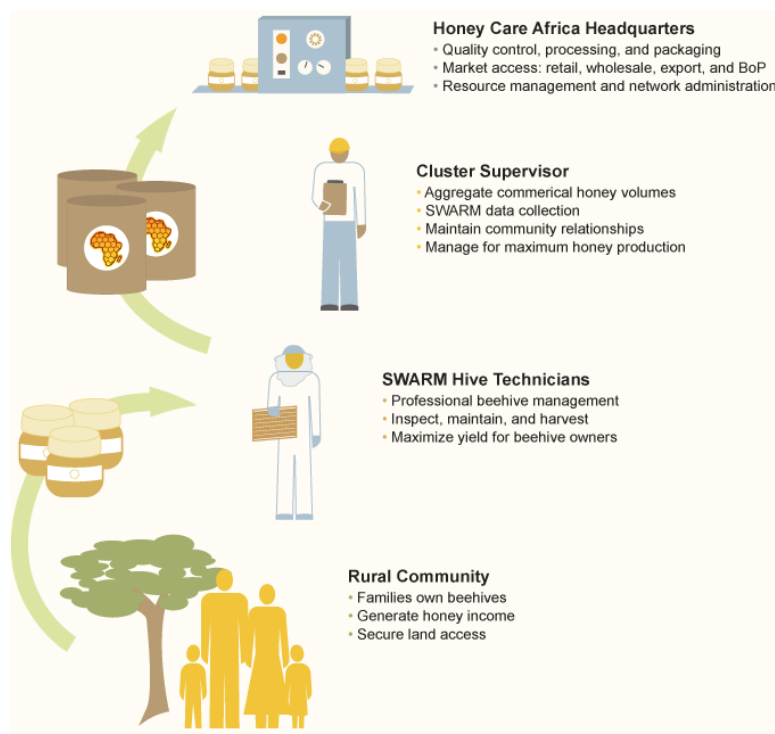 Honey Care Africa Headquarters
• Quality control, processing, and packaging
• Market access: retail, wholesale, export, and BoP
• Resource management and network administration
Cluster Supervisor
• Aggregate commerical honey volumes
• SWARM data collection
• Maintain community relationships
• Manage for maximum honey production
SWARM Hive Technicians
• Professional beehive management
• Inspect, maintain, and harvest
• Maximize yield for beehive owners
Rural Community
• Families own beehives
• Generate honey income
• Secure land access